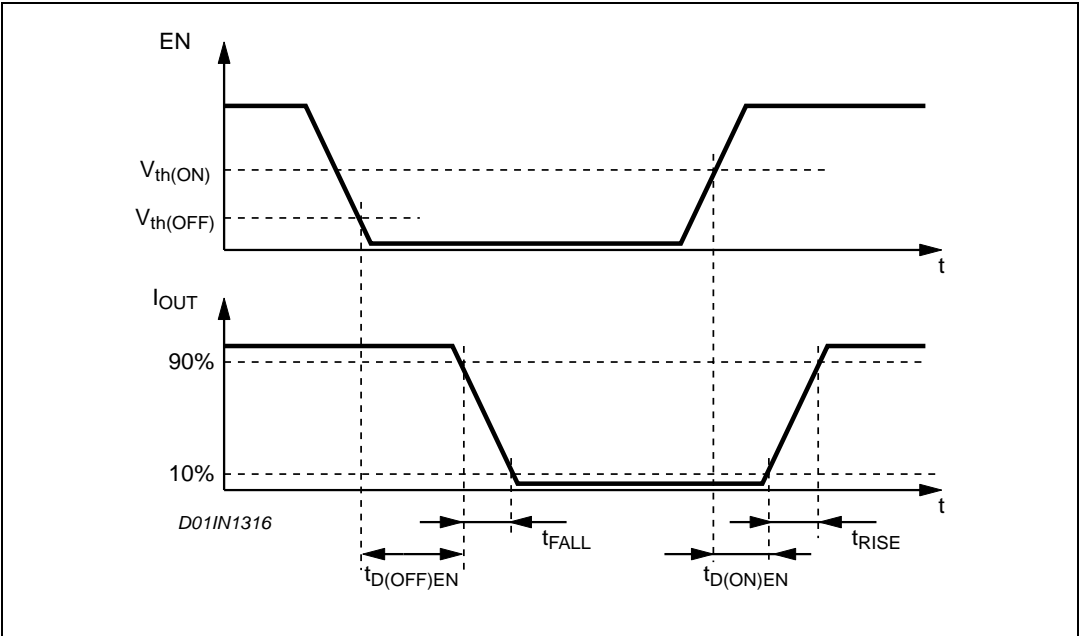 EN
Vth(ON)
Vth(OFF)
t
IOUT
90%
10%
t
D01IN1316
tFALL
tRISE
tD(OFF)EN
tD(ON)EN